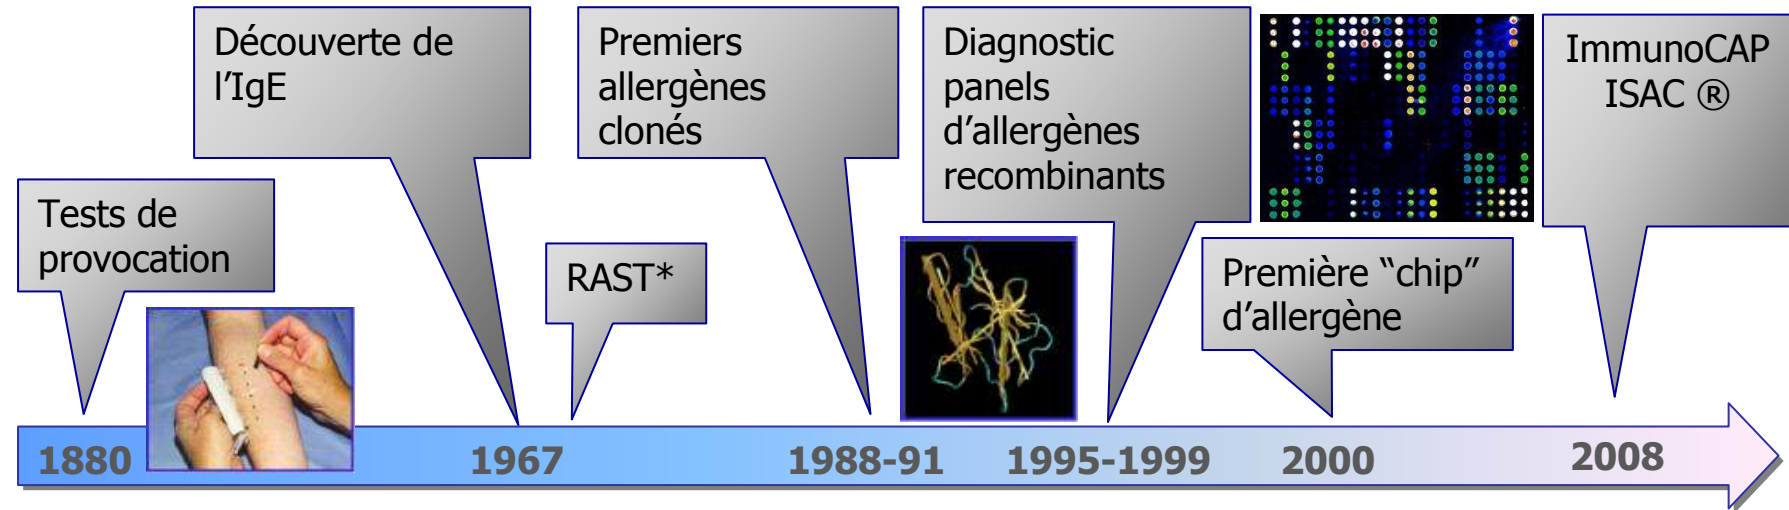 Tests de
provocation
Découverte de
l’IgE
RAST*
Premiers
allergènes
clonés
Diagnostic
panels
d’allergènes
recombinants
Première “chip”
d’allergène
ImmunoCAP
ISAC ®
1880
1967
1988-91
1995-1999
2000
2008